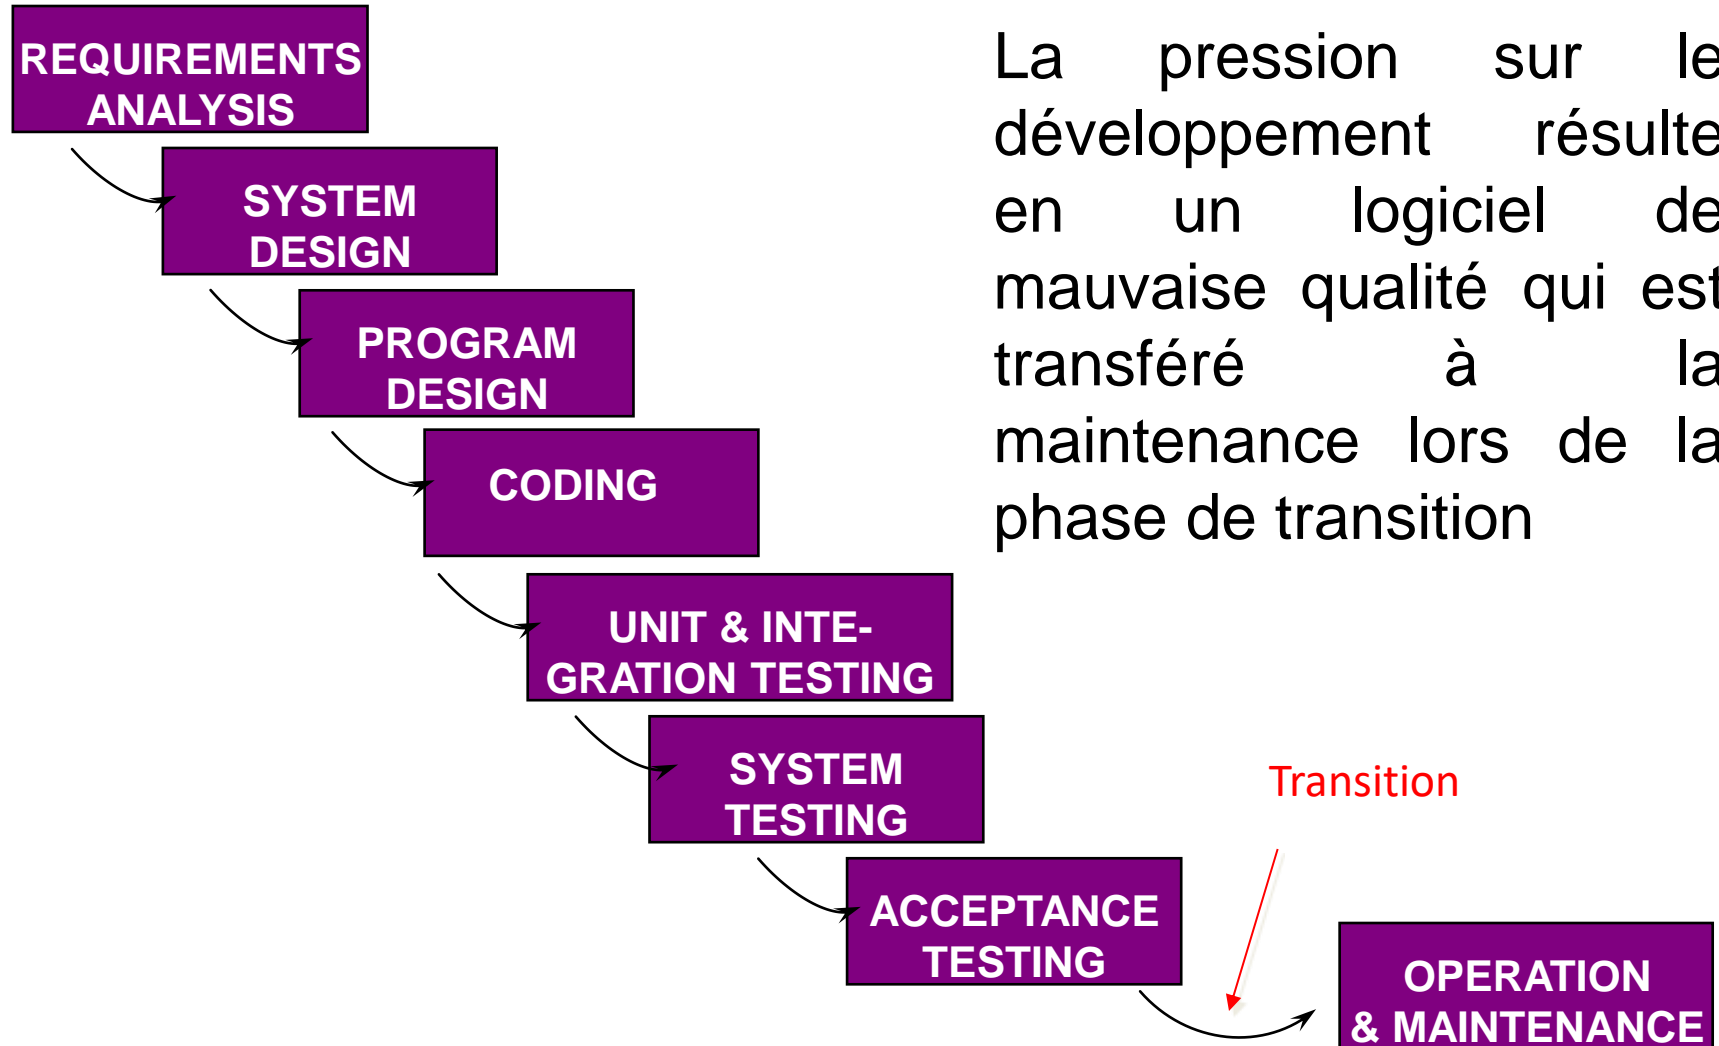 REQUIREMENTS
ANALYSIS
SYSTEM
DESIGN
PROGRAM
DESIGN
CODING
UNIT & INTE-
GRATION TESTING
SYSTEM
TESTING
ACCEPTANCE
TESTING
OPERATION
& MAINTENANCE
La pression sur le
développement résulte
en un logiciel de
mauvaise qualité qui est
transféré à la
maintenance lors de la
phase de transition
Transition